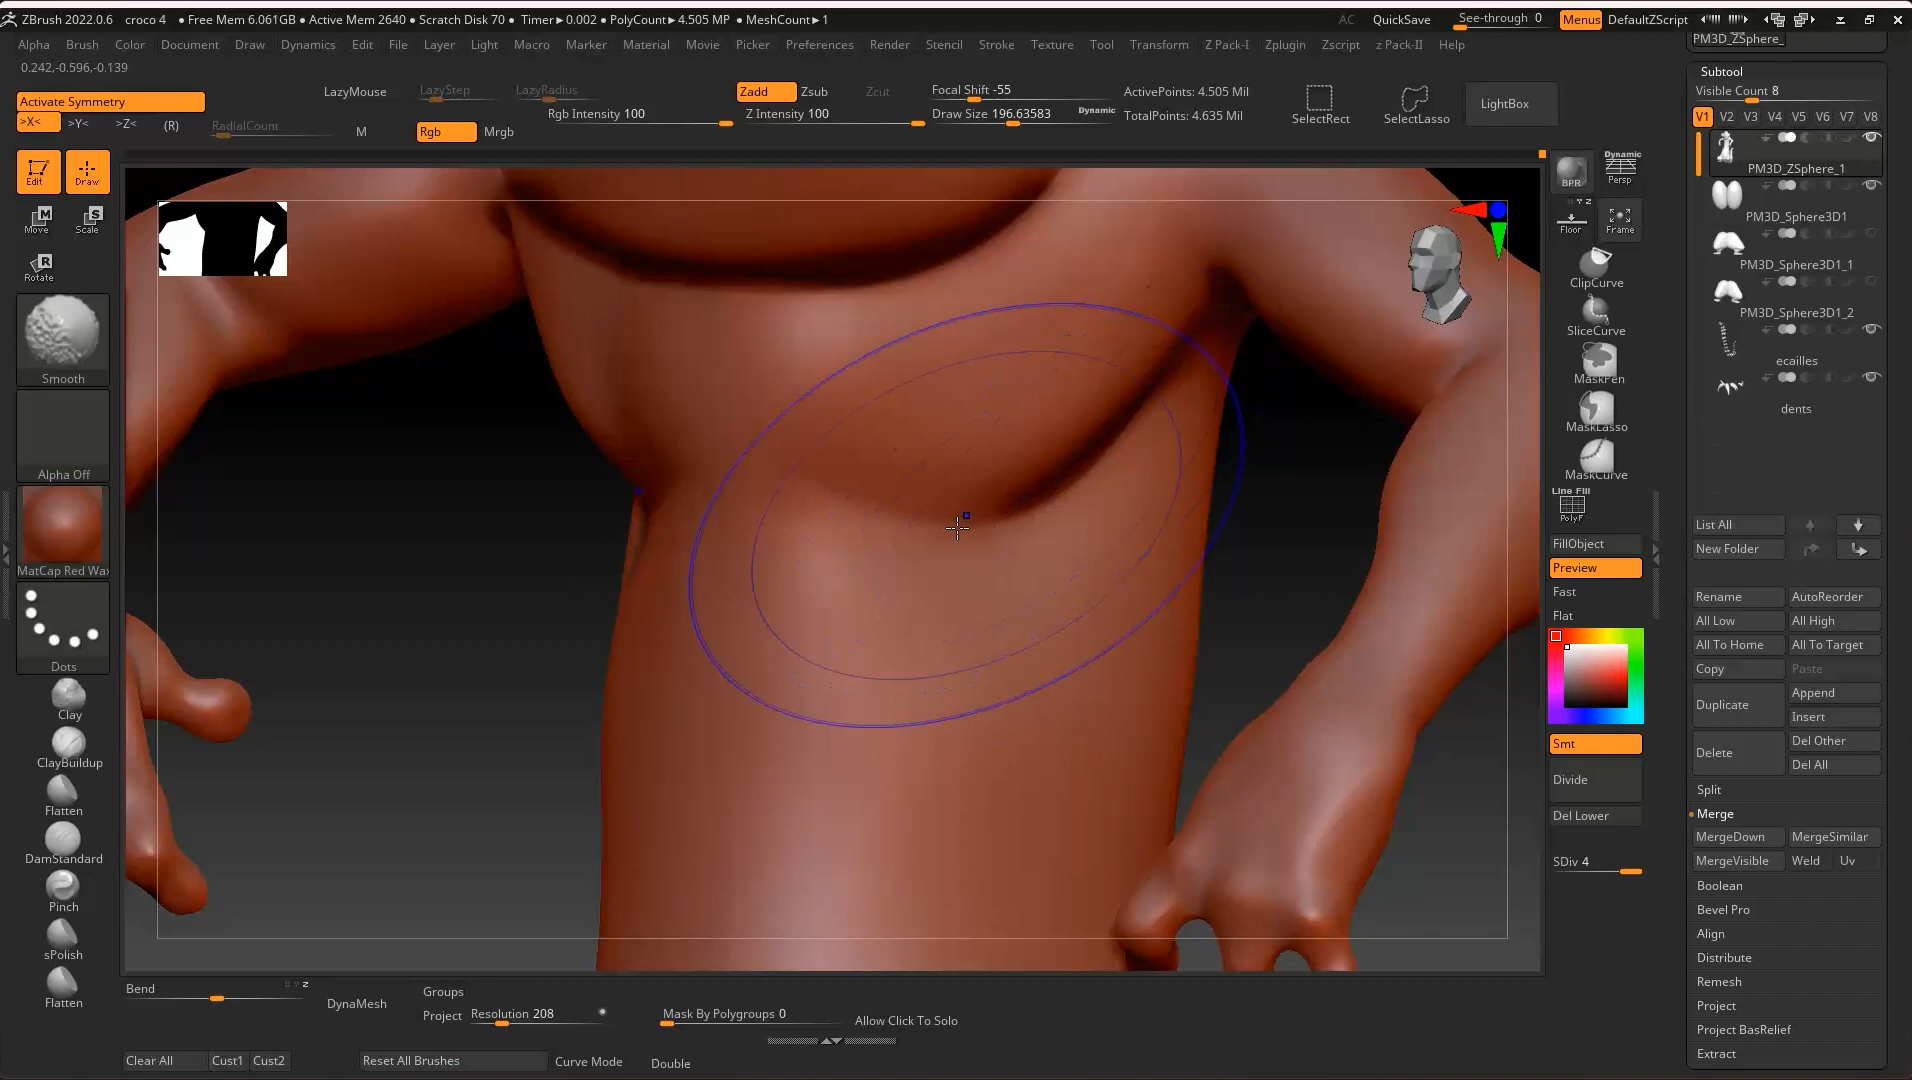 ZBrush 2022.0.6 croco 4 • Free Mem 6.061GB • Active Mem 2640 • Scratch Disk 70 • Timer▸0.002 • PolyCount▸4.505 MP • MeshCount▸1
AC QuickSave See-through 0 Menus DefaultZScript
Alpha Brush Color Document Draw Dynamics Edit File Layer Light Macro Marker Material Movie Picker Preferences Render Stencil Stroke Texture Tool Transform Z Pack-I Zplugin Zscript z Pack-II Help
PM3D_ZSphere_
0.242,-0.596,-0.139
Activate Symmetry
>X< >Y< >Z< (R) RadialCount
LazyMouse LazyStep LazyRadius
M Rgb Mrgb
Rgb Intensity 100
Zadd Zsub Zcut
Z Intensity 100
Focal Shift -55
Draw Size 196.63583 Dynamic
ActivePoints: 4.505 Mil
TotalPoints: 4.635 Mil
SelectRect
SelectLasso
LightBox
Subtool
Visible Count 8
V1 V2 V3 V4 V5 V6 V7 V8
PM3D_ZSphere_1
PM3D_Sphere3D1
PM3D_Sphere3D1_1
PM3D_Sphere3D1_2
ecailles
dents
List All
New Folder
Rename AutoReorder
All Low All High
All To Home All To Target
Copy Paste
Duplicate Append
Insert
Delete Del Other
Del All
Split
Merge
MergeDown MergeSimilar
MergeVisible Weld Uv
Boolean
Bevel Pro
Align
Distribute
Remesh
Project
Project BasRelief
Extract
Edit
Draw
Move
Scale
Rotate
Smooth
Alpha Off
MatCap Red Wax
Dots
Clay
ClayBuildup
Flatten
DamStandard
Pinch
sPolish
Flatten
BPR
Dynamic
Persp
Floor
Frame
ClipCurve
SliceCurve
MaskPen
MaskLasso
MaskCurve
Line Fill
PolyF
FillObject
Preview
Fast
Flat
Smt
Divide
Del Lower
SDiv 4
Bend
DynaMesh
Groups
Project
Resolution 208
Mask By Polygroups 0
Allow Click To Solo
Clear All Cust1 Cust2
Reset All Brushes
Curve Mode
Double